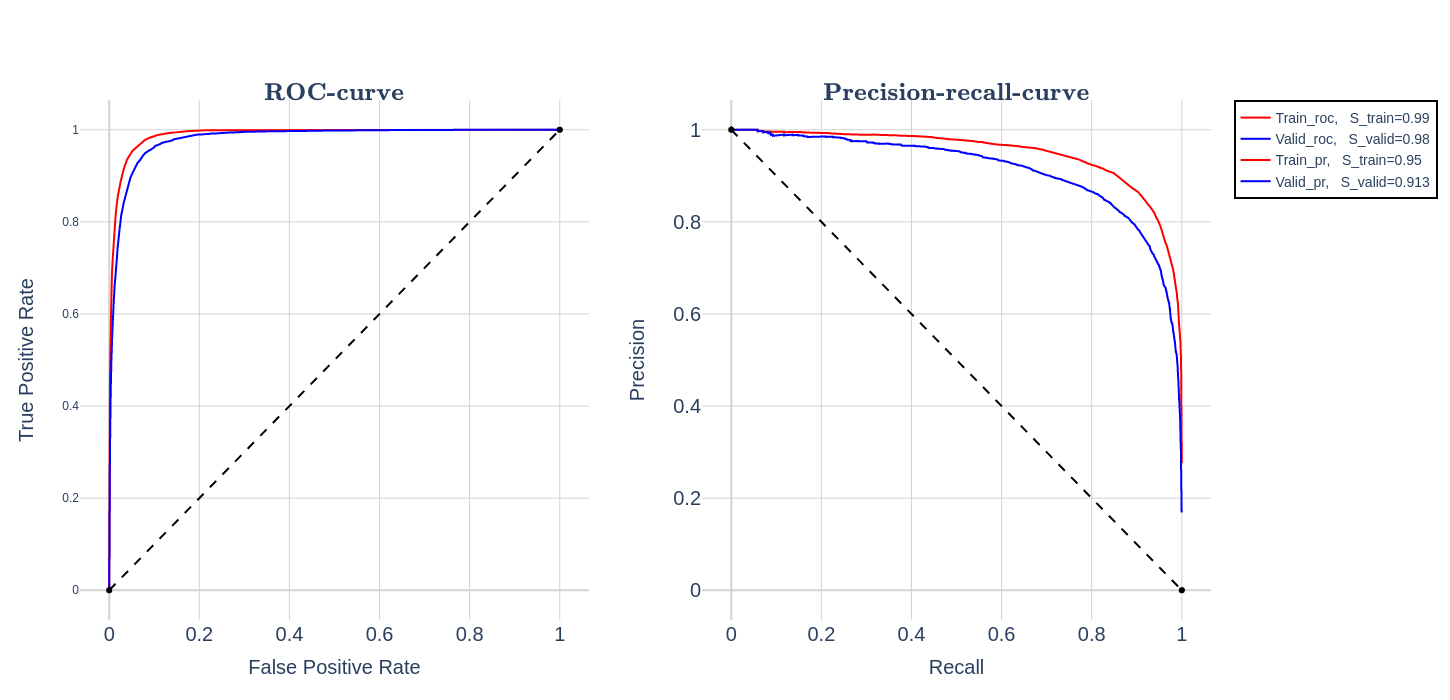 ROC-curve
1
0.8
0.6
0.4
0.2
0
True Positive Rate
0 0.2 0.4 0.6 0.8 1
False Positive Rate
Precision-recall-curve
1
0.8
0.6
0.4
0.2
0
Precision
0 0.2 0.4 0.6 0.8 1
Recall
Train_roc, S_train=0.99
Valid_roc, S_valid=0.98
Train_pr, S_train=0.95
Valid_pr, S_valid=0.913